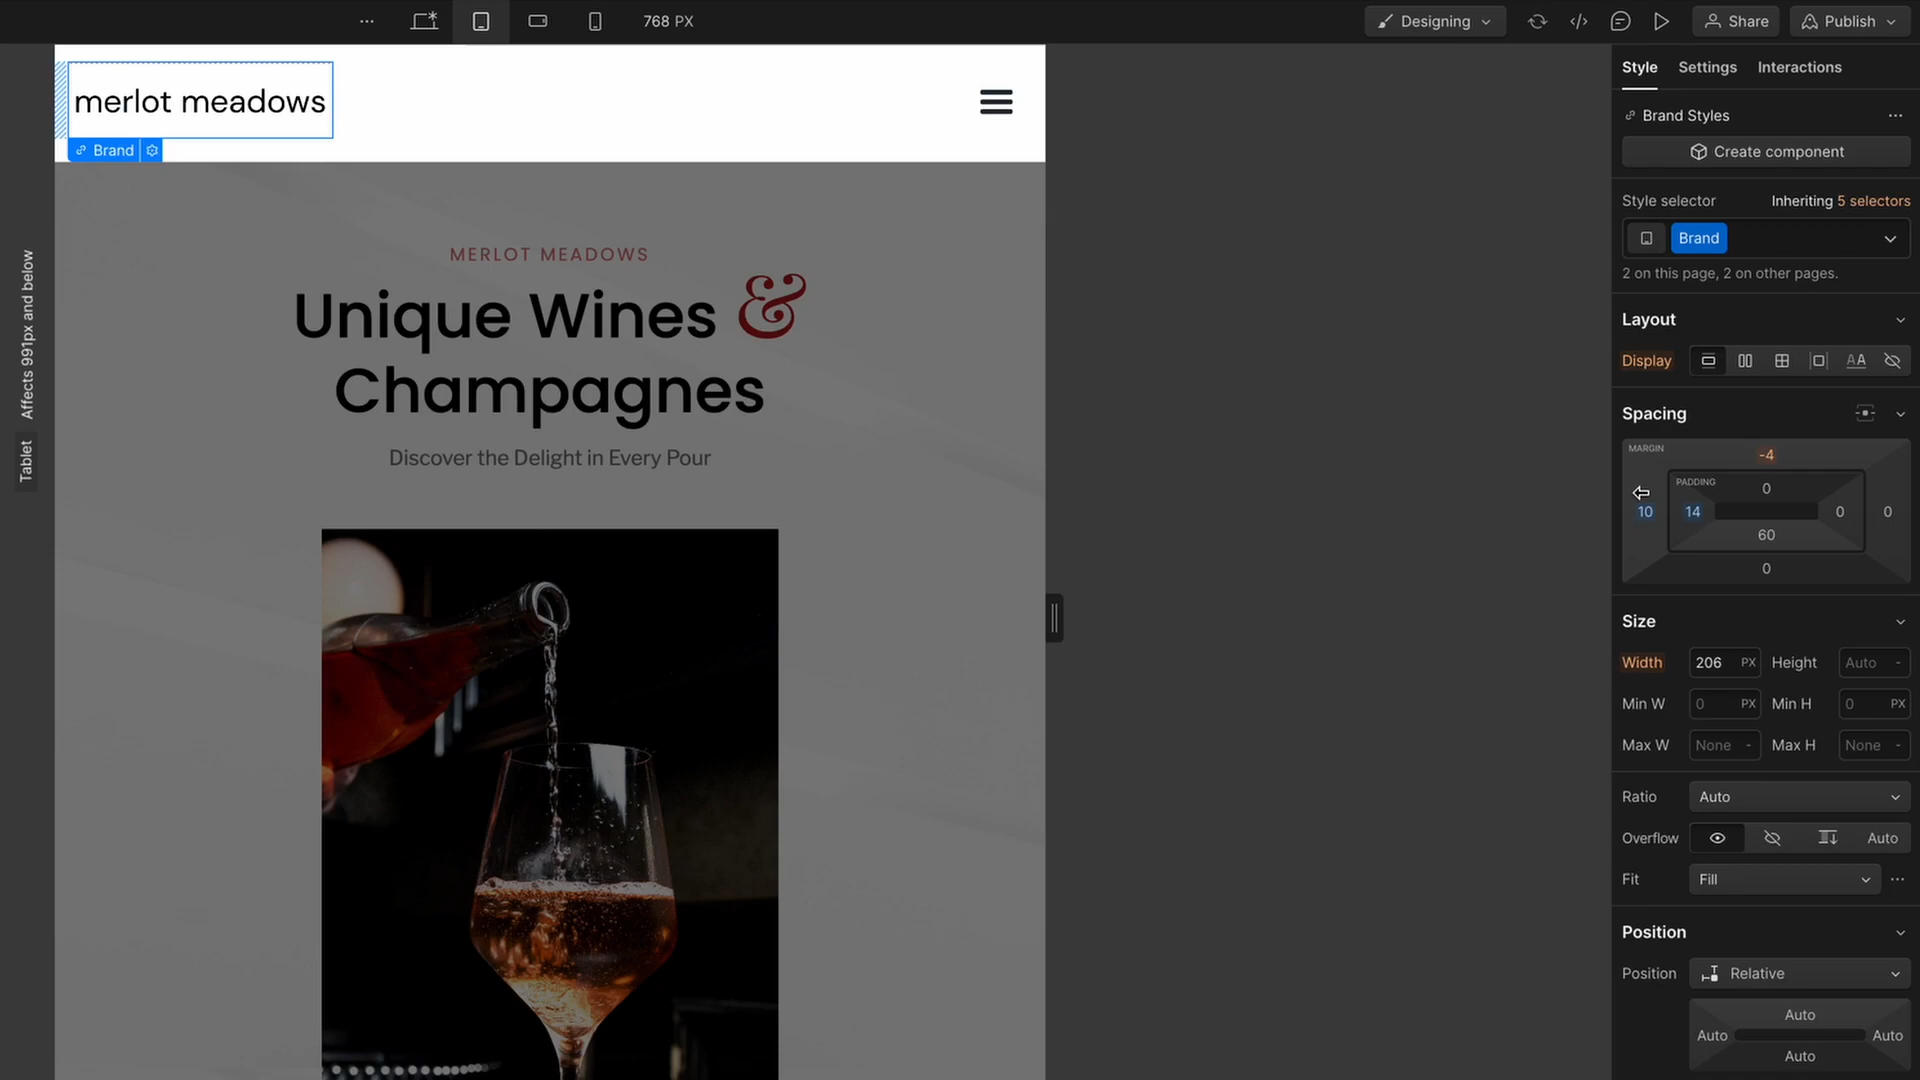 768 PX
Designing
Share
Publish
merlot meadows
Brand
MERLOT MEADOWS
Unique Wines &
Champagnes
Discover the Delight in Every Pour
Affects 991px and below
Tablet
Style Settings Interactions
Brand Styles
Create component
Style selector Inheriting 5 selectors
Brand
2 on this page, 2 on other pages.
Layout
Display AA
Spacing
MARGIN
-4
PADDING
0
10 14 0 0
60
0
Size
Width 206 PX Height Auto -
Min W 0 PX Min H 0 PX
Max W None - Max H None -
Ratio Auto
Overflow Auto
Fit Fill
Position
Position Relative
Auto
Auto Auto
Auto